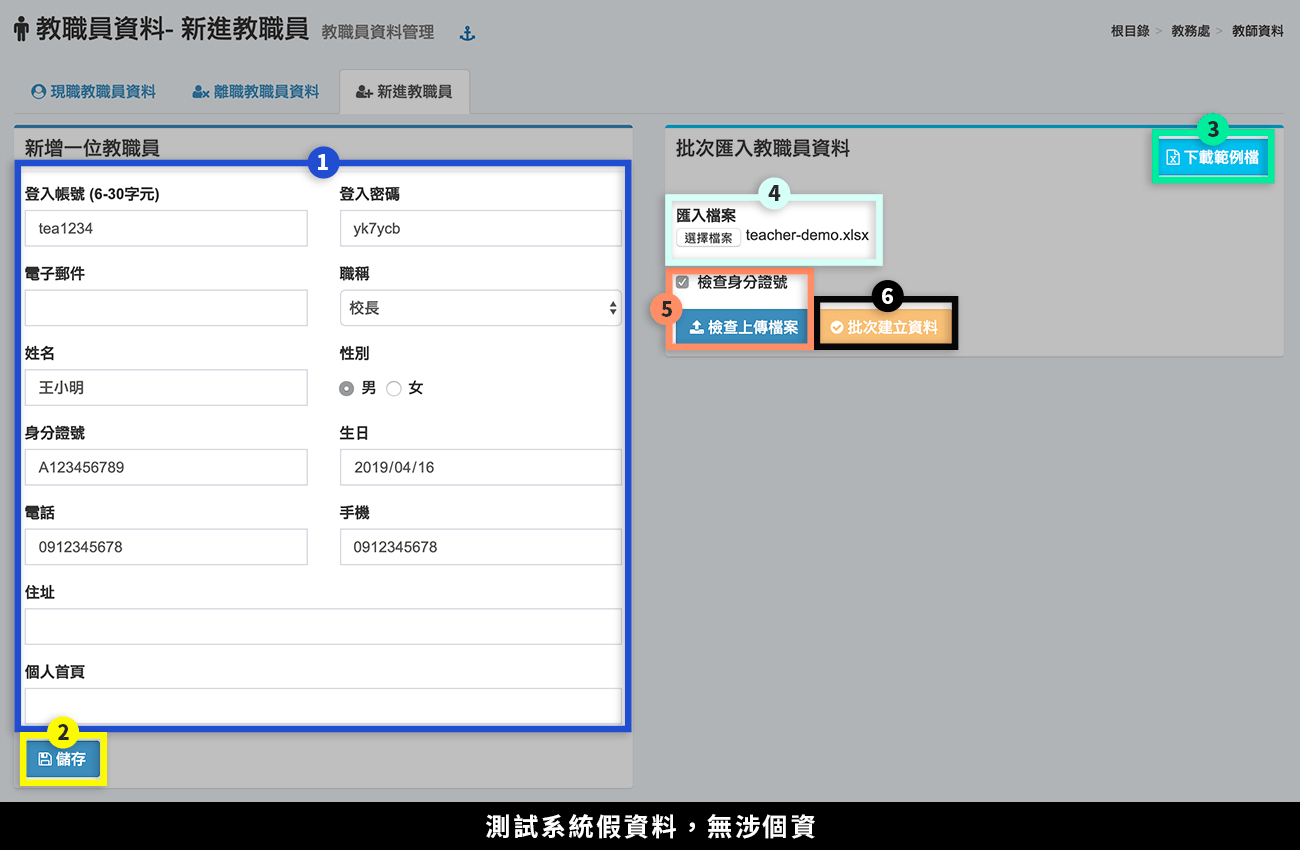 教職員資料- 新進教職員 教職員資料管理
根目錄 > 教務處 > 教師資料
現職教職員資料 離職教職員資料 新進教職員
新增一位教職員
1
登入帳號 (6-30字元) 登入密碼
tea1234 yk7ycb
電子郵件 職稱
校長
姓名 性別
王小明 男 女
身分證號 生日
A123456789 2019/04/16
電話 手機
0912345678 0912345678
住址
個人首頁
2
儲存
批次匯入教職員資料
3
下載範例檔
4
匯入檔案
選擇檔案 teacher-demo.xlsx
5
檢查身分證號
檢查上傳檔案
6
批次建立資料
測試系統假資料，無涉個資